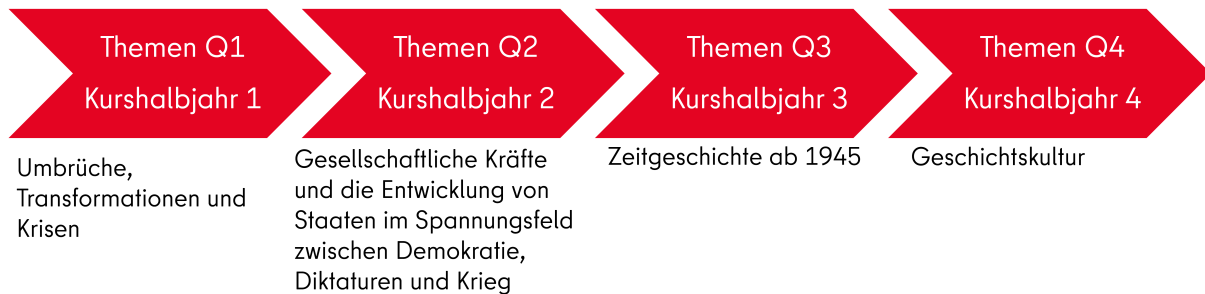 Themen Q1
Kurshalbjahr 1
Themen Q2
Kurshalbjahr 2
Themen Q3
Kurshalbjahr 3
Themen Q4
Kurshalbjahr 4
Umbrüche,
Transformationen und
Krisen
Gesellschaftliche Kräfte
und die Entwicklung von
Staaten im Spannungsfeld
zwischen Demokratie,
Diktaturen und Krieg
Zeitgeschichte ab 1945
Geschichtskultur